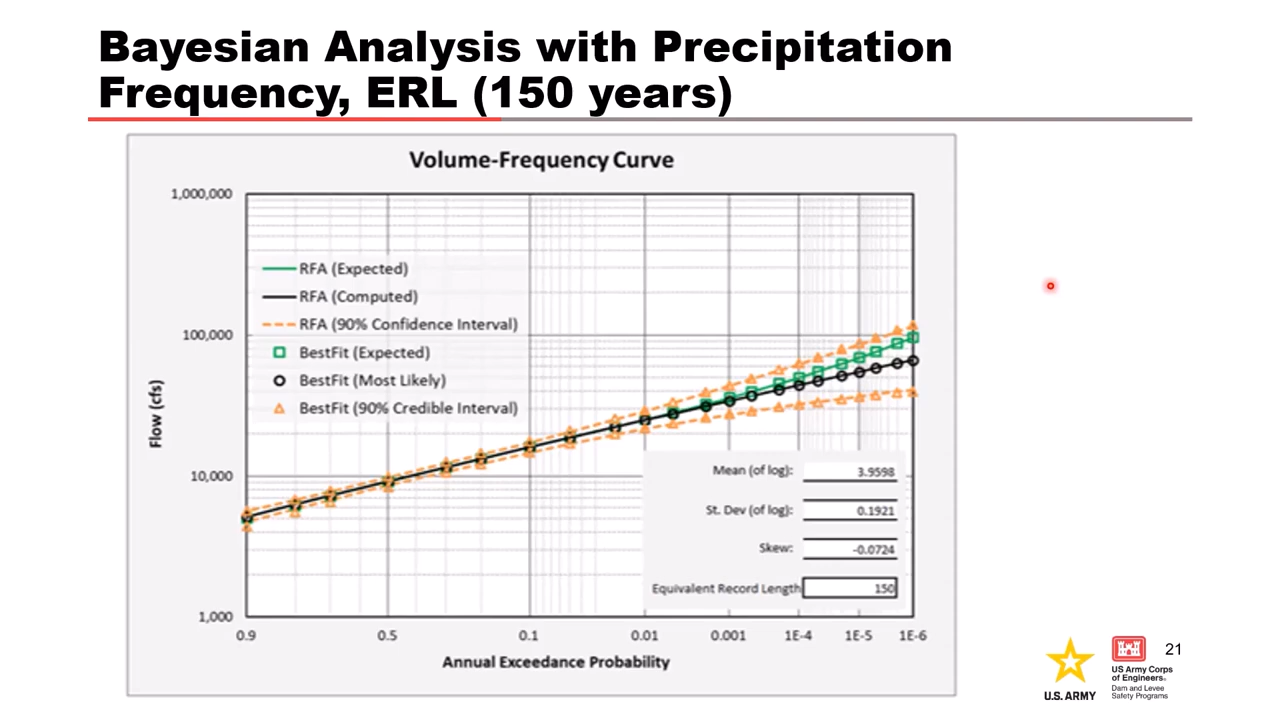 Bayesian Analysis with Precipitation
Frequency, ERL (150 years)
Volume-Frequency Curve
1,000,000
100,000
10,000
1,000
Flow (cfs)
RFA (Expected)
RFA (Computed)
RFA (90% Confidence Interval)
BestFit (Expected)
BestFit (Most Likely)
BestFit (90% Credible Interval)
Mean (of log): 3.9598
St. Dev (of log): 0.1921
Skew: -0.0724
Equivalent Record Length 150
0.9 0.5 0.1 0.01 0.001 1E-4 1E-5 1E-6
Annual Exceedance Probability
21
U.S. ARMY
US Army Corps
of Engineers®
Dam and Levee
Safety Programs